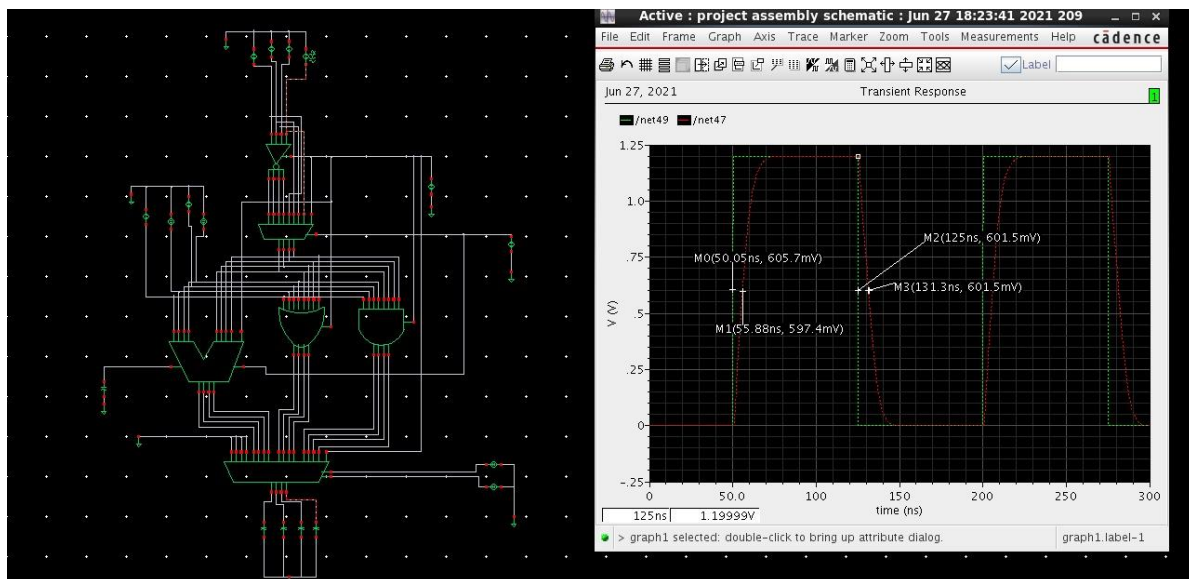 Active : project assembly schematic : Jun 27 18:23:41 2021 209
File Edit Frame Graph Axis Trace Marker Zoom Tools Measurements Help cādence
Label
Jun 27, 2021 Transient Response 1
/net49 /net47
1.25
1.0
M2(125ns, 601.5mV)
.75
M0(50.05ns, 605.7mV)
M3(131.3ns, 601.5mV)
V (V)
.5
M1(55.88ns, 597.4mV)
.25
0
-.25
0 50.0 100 150 200 250 300
time (ns)
125ns 1.19999V
> graph1 selected: double-click to bring up attribute dialog. graph1.label-1